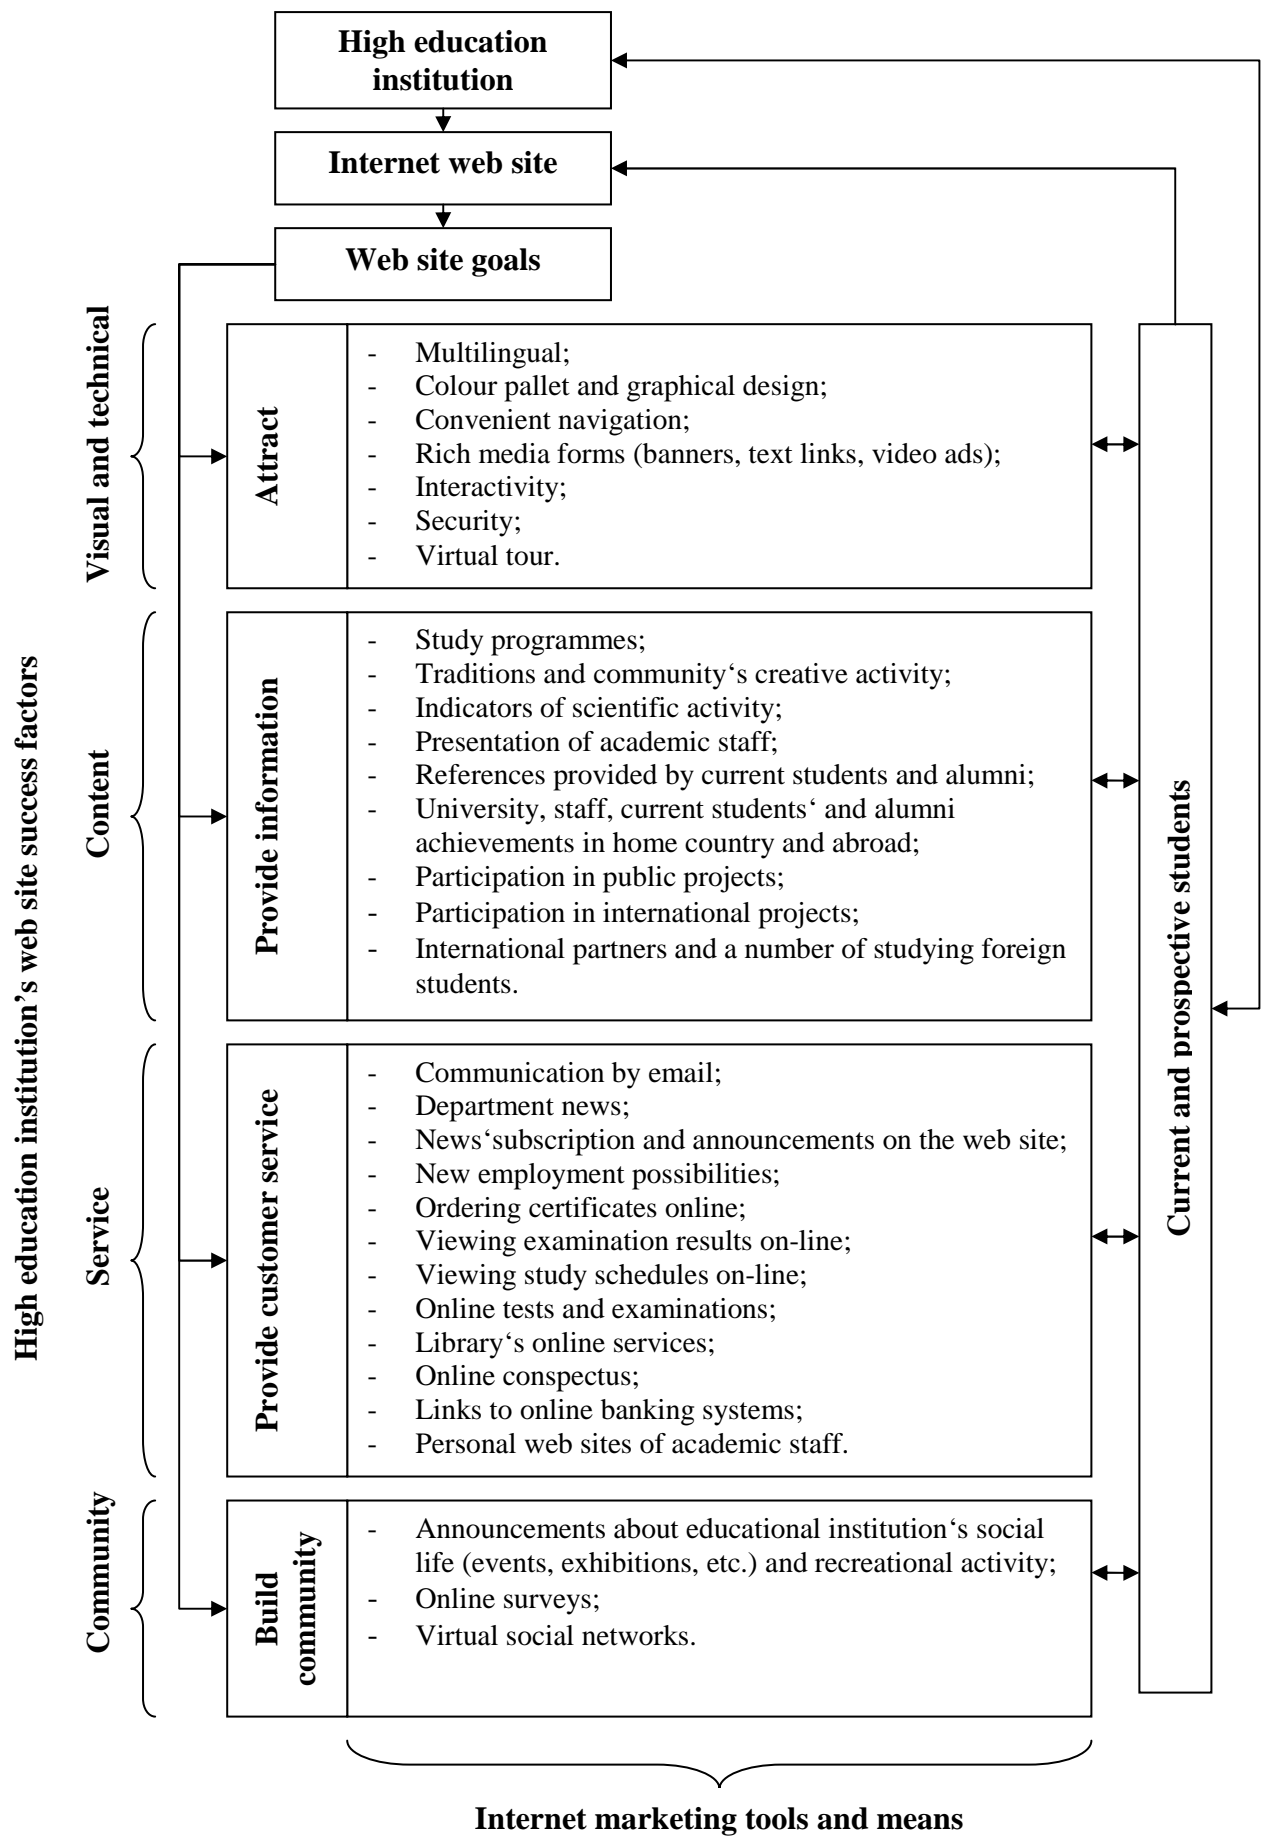 High education
institution
Internet web site
Web site goals
High education institution’s web site success factors
Visual and technical
Attract
- Multilingual;
- Colour pallet and graphical design;
- Convenient navigation;
- Rich media forms (banners, text links, video ads);
- Interactivity;
- Security;
- Virtual tour.
Content
Provide information
- Study programmes;
- Traditions and community‘s creative activity;
- Indicators of scientific activity;
- Presentation of academic staff;
- References provided by current students and alumni;
- University, staff, current students‘ and alumni
achievements in home country and abroad;
- Participation in public projects;
- Participation in international projects;
- International partners and a number of studying foreign
students.
Service
Provide customer service
- Communication by email;
- Department news;
- News‘subscription and announcements on the web site;
- New employment possibilities;
- Ordering certificates online;
- Viewing examination results on-line;
- Viewing study schedules on-line;
- Online tests and examinations;
- Library‘s online services;
- Online conspectus;
- Links to online banking systems;
- Personal web sites of academic staff.
Community
Build
community
- Announcements about educational institution‘s social
life (events, exhibitions, etc.) and recreational activity;
- Online surveys;
- Virtual social networks.
Current and prospective students
Internet marketing tools and means